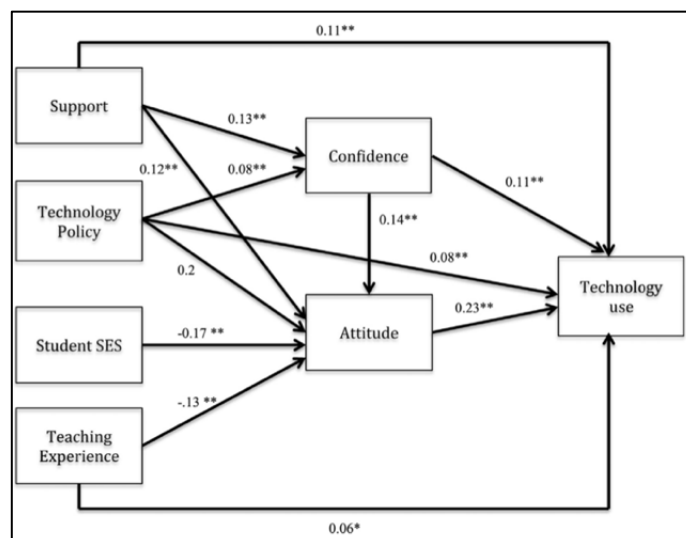 0.11**
Support
0.13**
Confidence
0.12**
0.08**
0.11**
Technology
Policy
0.14**
0.08**
0.2
Technology
use
Student SES
-0.17 **
Attitude
0.23**
-.13 **
Teaching
Experience
0.06*